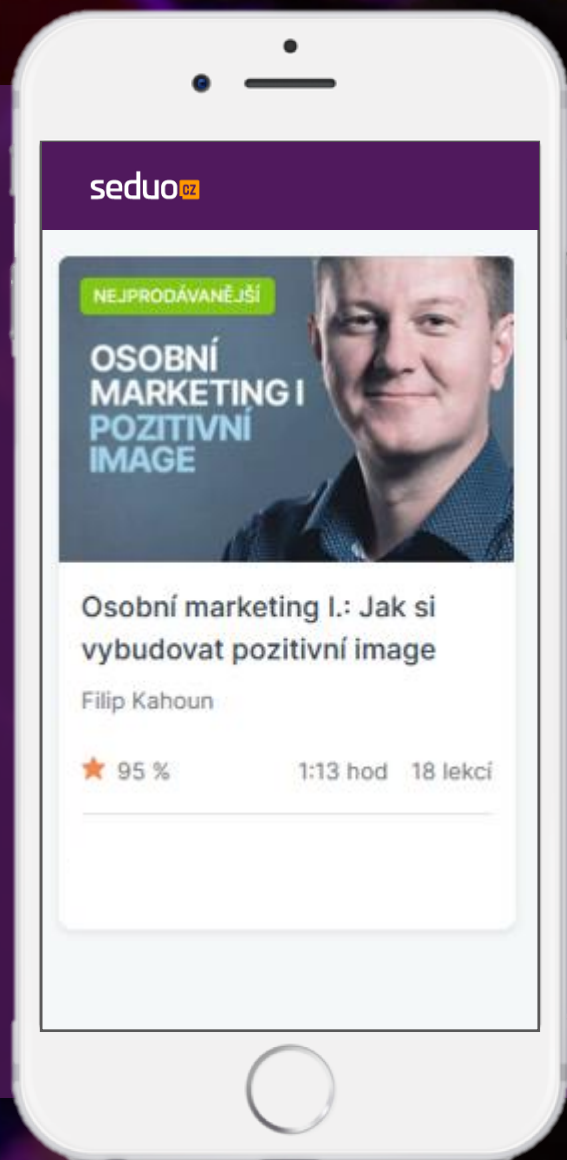 seduo CZ
NEJPRODÁVANĚJŠÍ
OSOBNÍ
MARKETING I
POZITIVNÍ
IMAGE
Osobní marketing I.: Jak si
vybudovat pozitivní image
Filip Kahoun
95 % 1:13 hod 18 lekcí